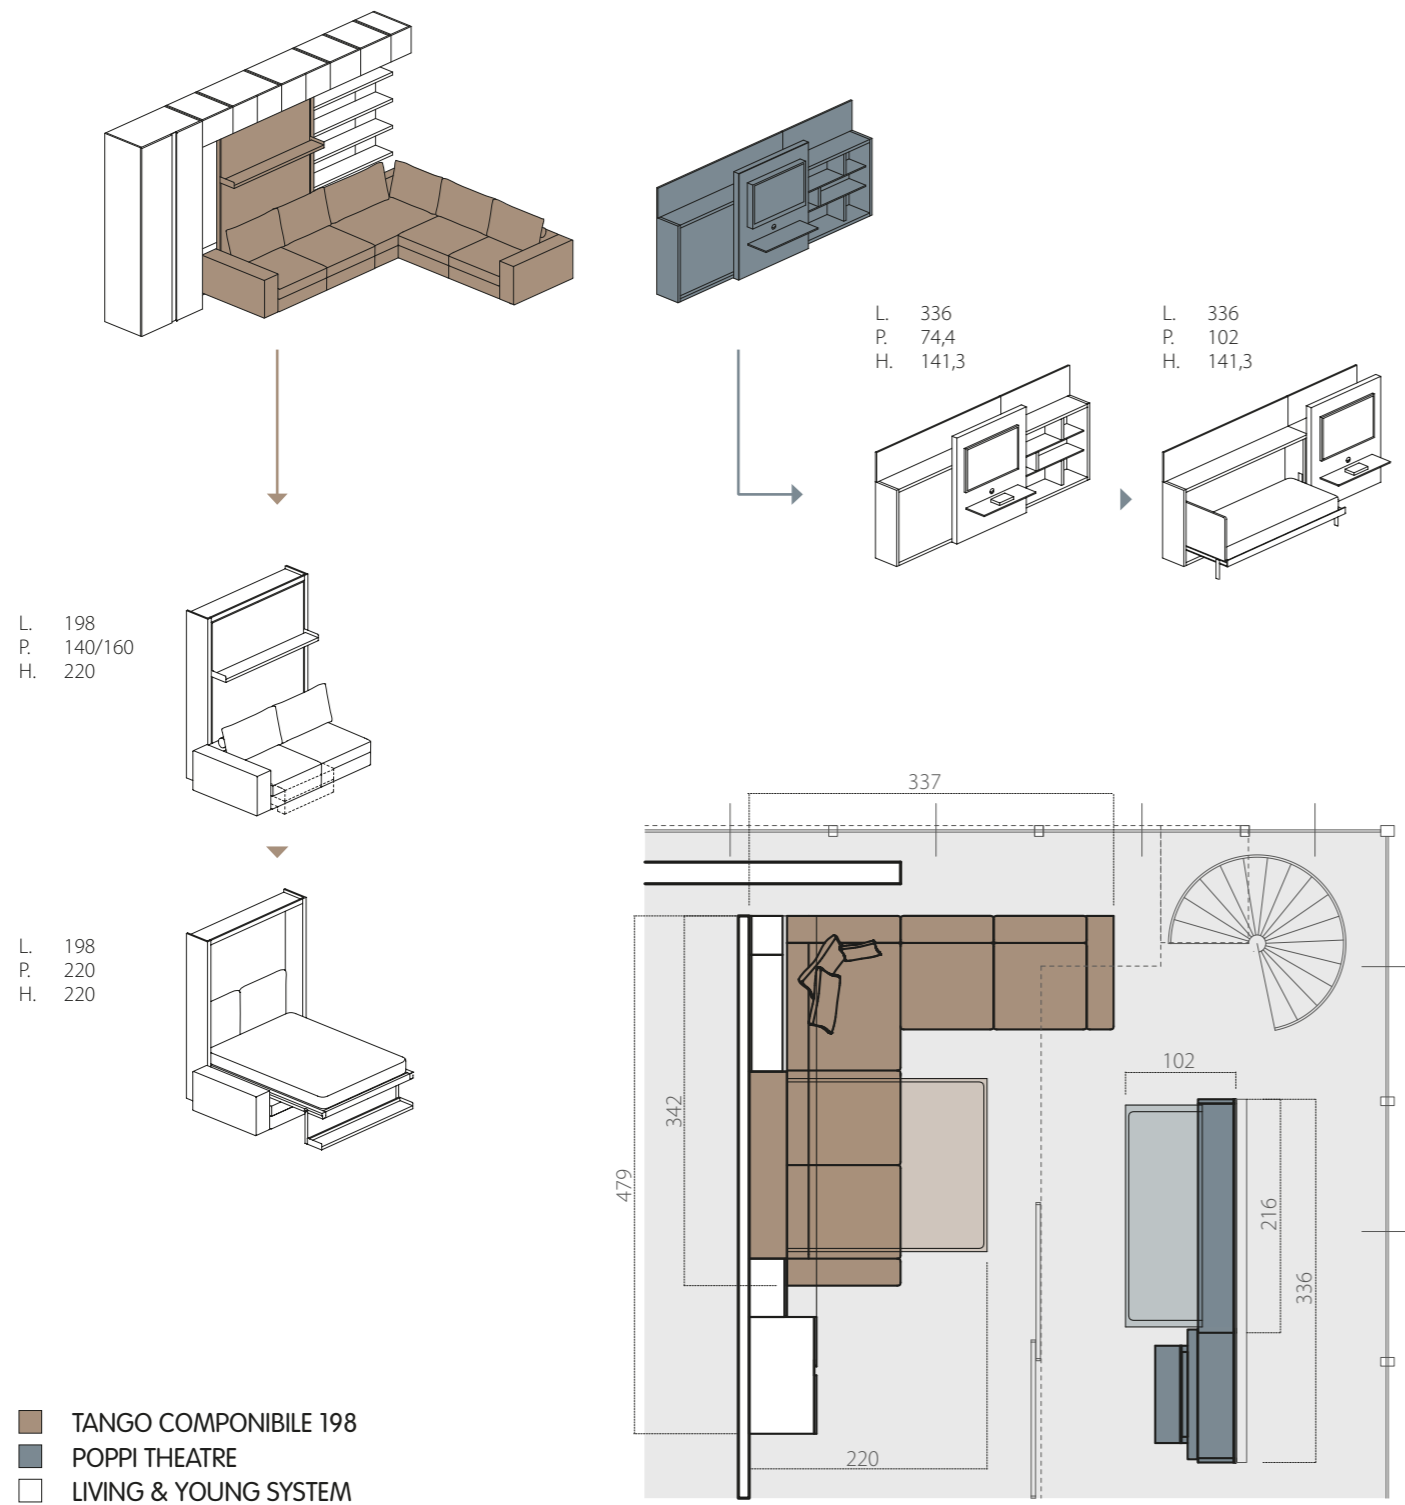 L. 336
P. 74,4
H. 141,3
L. 336
P. 102
H. 141,3
L. 198
P. 140/160
H. 220
L. 198
P. 220
H. 220
337
102
342
479
216
336
220
TANGO COMPONIBILE 198
POPPI THEATRE
LIVING & YOUNG SYSTEM